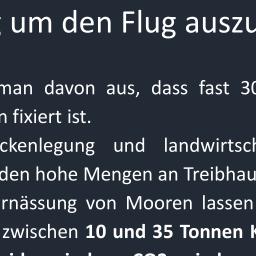 um den Flug auszu
man davon aus, dass fast 30
n fixiert ist.
ckenlegung und landwirtsch
den hohe Mengen an Treibhau
rnässung von Mooren lassen
zwischen 10 und 35 Tonnen K